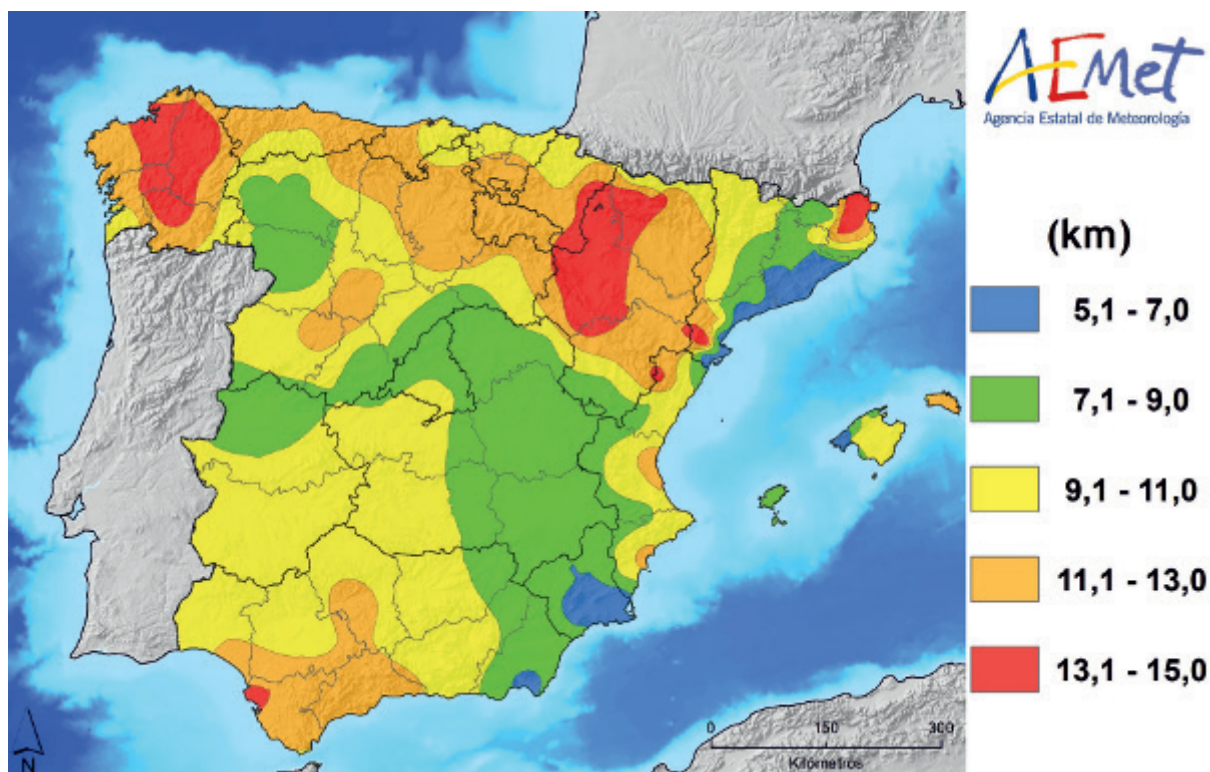 AEMet
Agencia Estatal de Meteorología
(km)
5,1 - 7,0
7,1 - 9,0
9,1 - 11,0
11,1 - 13,0
13,1 - 15,0
0 150 300
Kilómetros
N